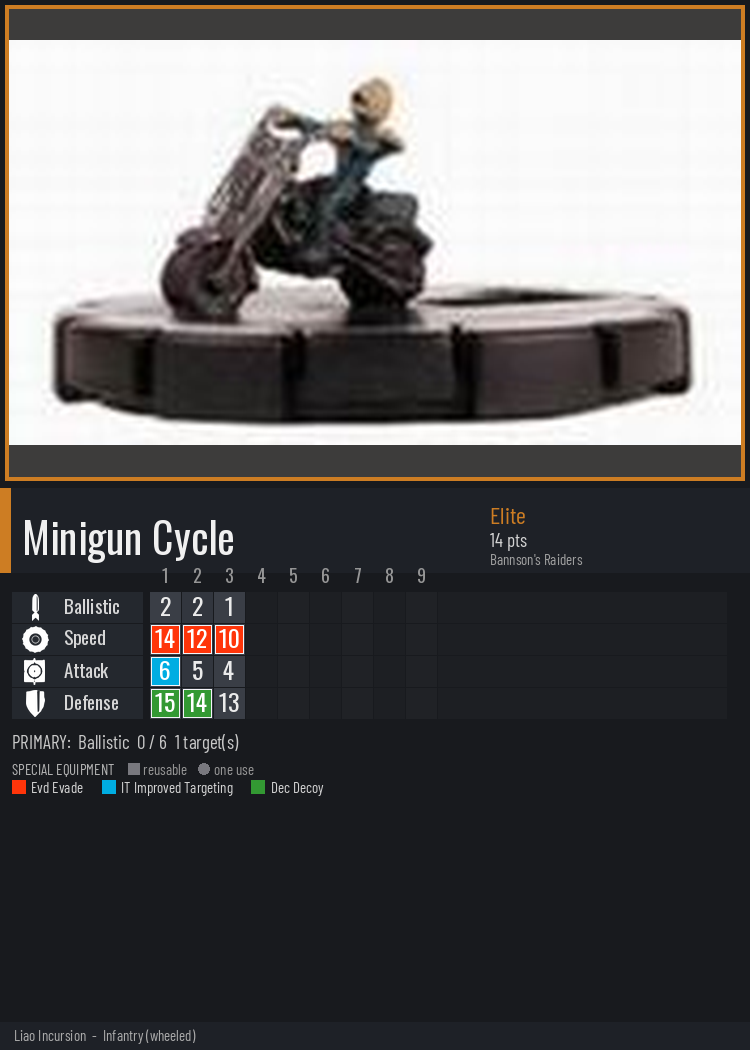 Minigun Cycle
Elite
14 pts
Bannson's Raiders
1 2 3 4 5 6 7 8 9
Ballistic 2 2 1
Speed 14 12 10
Attack 6 5 4
Defense 15 14 13
PRIMARY: Ballistic 0 / 6 1 target(s)
SPECIAL EQUIPMENT reusable one use
Evd Evade IT Improved Targeting Dec Decoy
Liao Incursion - Infantry (wheeled)